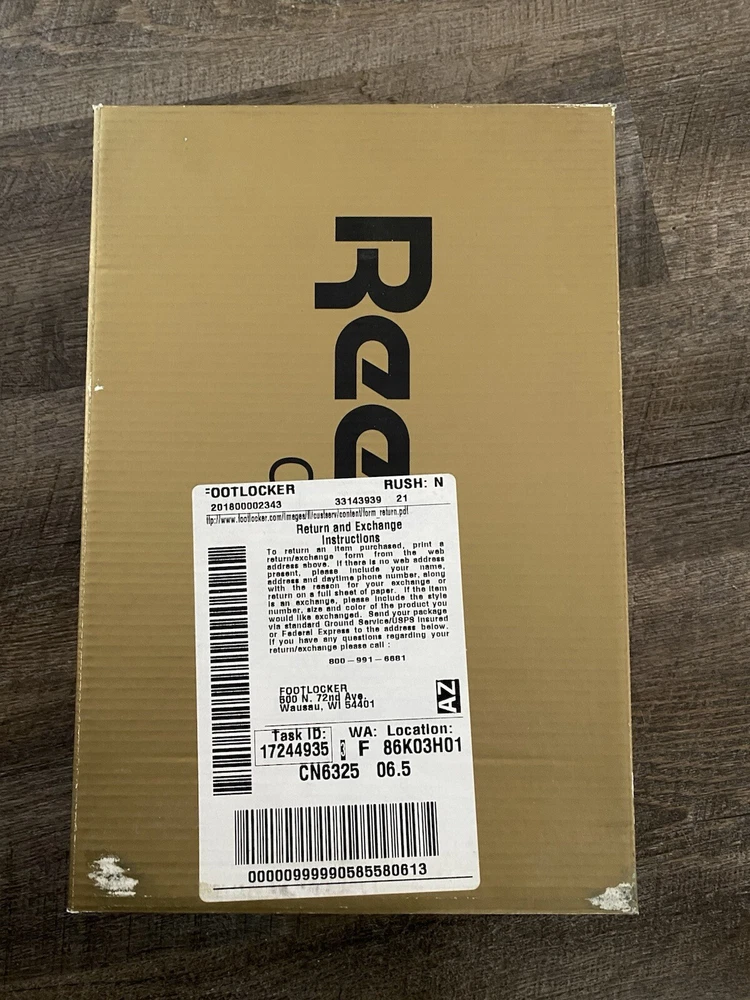 Ree
C
FOOTLOCKER RUSH: N
201800002343 33143939 21
ftp://www.footlocker.com/images/fl/custserv/content/form_return.pdf
Return and Exchange
Instructions
To return an item purchased, print a
return/exchange form from the web
address above. If there is no web address
present, please include your name,
address and daytime phone number, along
with the reason for your exchange or
return on a full sheet of paper. If the item
is an exchange, please include the style
number, size and color of the product you
would like exchanged. Send your package
via standard Ground Service/USPS Insured
or Federal Express to the address below.
If you have any questions regarding your
return/exchange please call :
800-991-6681
FOOTLOCKER
500 N. 72nd Ave.
Wausau, WI 54401
AZ
Task ID: WA: Location:
17244935 3 F 86K03H01
CN6325 06.5
00000999990585580613